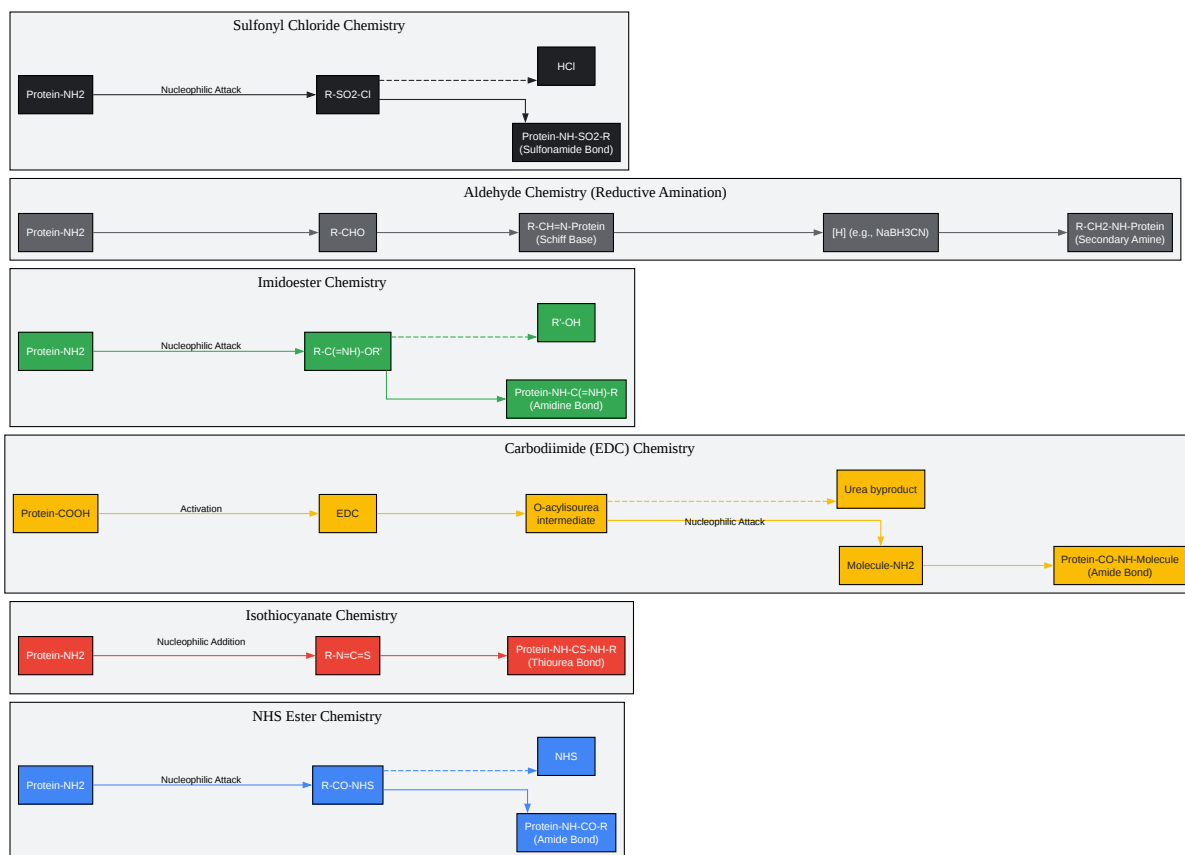 Sulfonyl Chloride Chemistry
HCl
Protein-NH2
Nucleophilic Attack
R-SO2-Cl
Protein-NH-SO2-R
(Sulfonamide Bond)
Aldehyde Chemistry (Reductive Amination)
Protein-NH2
R-CHO
R-CH=N-Protein
(Schiff Base)
[H] (e.g., NaBH3CN)
R-CH2-NH-Protein
(Secondary Amine)
Imidoester Chemistry
R'-OH
Protein-NH2
Nucleophilic Attack
R-C(=NH)-OR'
Protein-NH-C(=NH)-R
(Amidine Bond)
Carbodiimide (EDC) Chemistry
Urea byproduct
Protein-COOH
Activation
EDC
O-acylisourea
intermediate
Nucleophilic Attack
Molecule-NH2
Protein-CO-NH-Molecule
(Amide Bond)
Isothiocyanate Chemistry
Protein-NH2
Nucleophilic Addition
R-N=C=S
Protein-NH-CS-NH-R
(Thiourea Bond)
NHS Ester Chemistry
NHS
Protein-NH2
Nucleophilic Attack
R-CO-NHS
Protein-NH-CO-R
(Amide Bond)